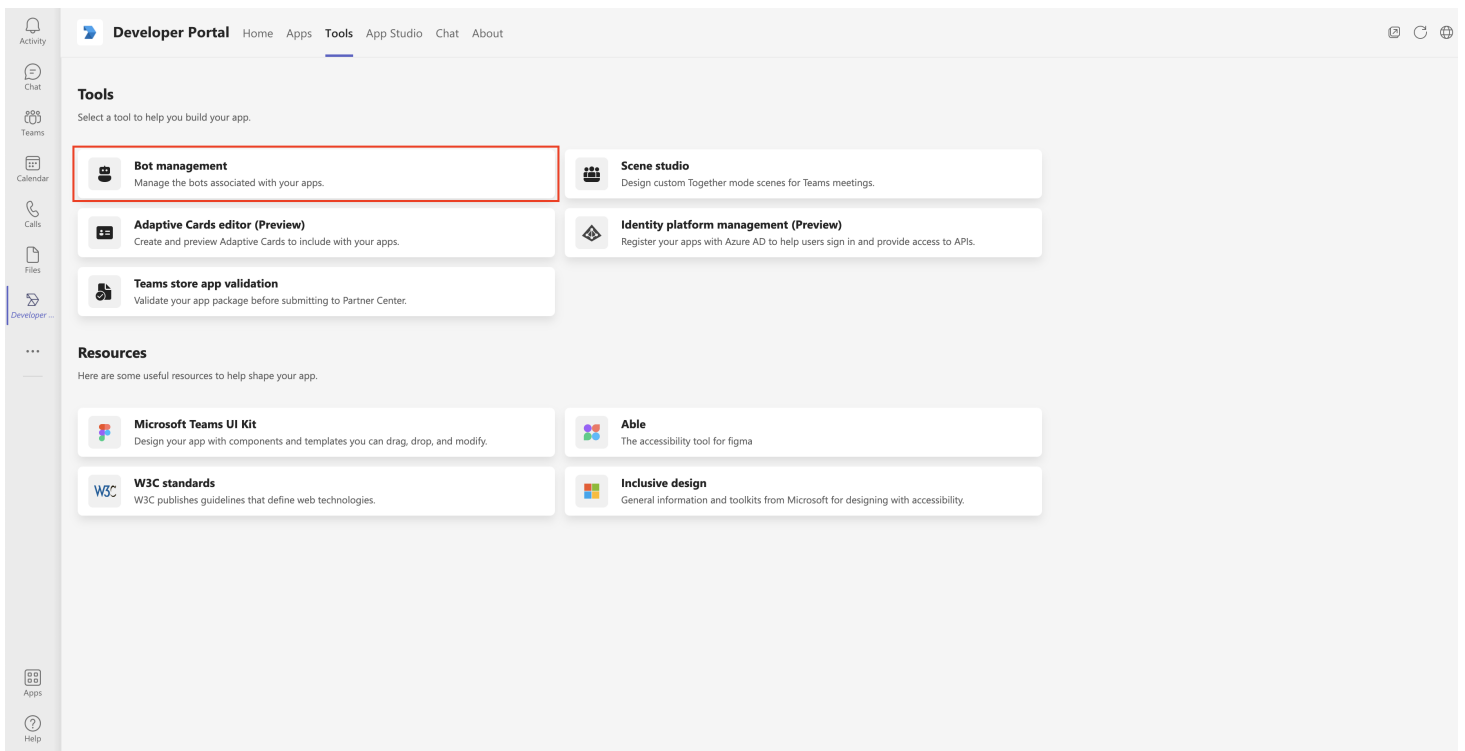 Activity
Chat
Teams
Calendar
Calls
Files
Developer ...
Apps
Help
Developer Portal Home Apps Tools App Studio Chat About
Tools
Select a tool to help you build your app.
Bot management
Manage the bots associated with your apps.
Scene studio
Design custom Together mode scenes for Teams meetings.
Adaptive Cards editor (Preview)
Create and preview Adaptive Cards to include with your apps.
Identity platform management (Preview)
Register your apps with Azure AD to help users sign in and provide access to APIs.
Teams store app validation
Validate your app package before submitting to Partner Center.
Resources
Here are some useful resources to help shape your app.
Microsoft Teams UI Kit
Design your app with components and templates you can drag, drop, and modify.
Able
The accessibility tool for figma
W3C
W3C standards
W3C publishes guidelines that define web technologies.
Inclusive design
General information and toolkits from Microsoft for designing with accessibility.